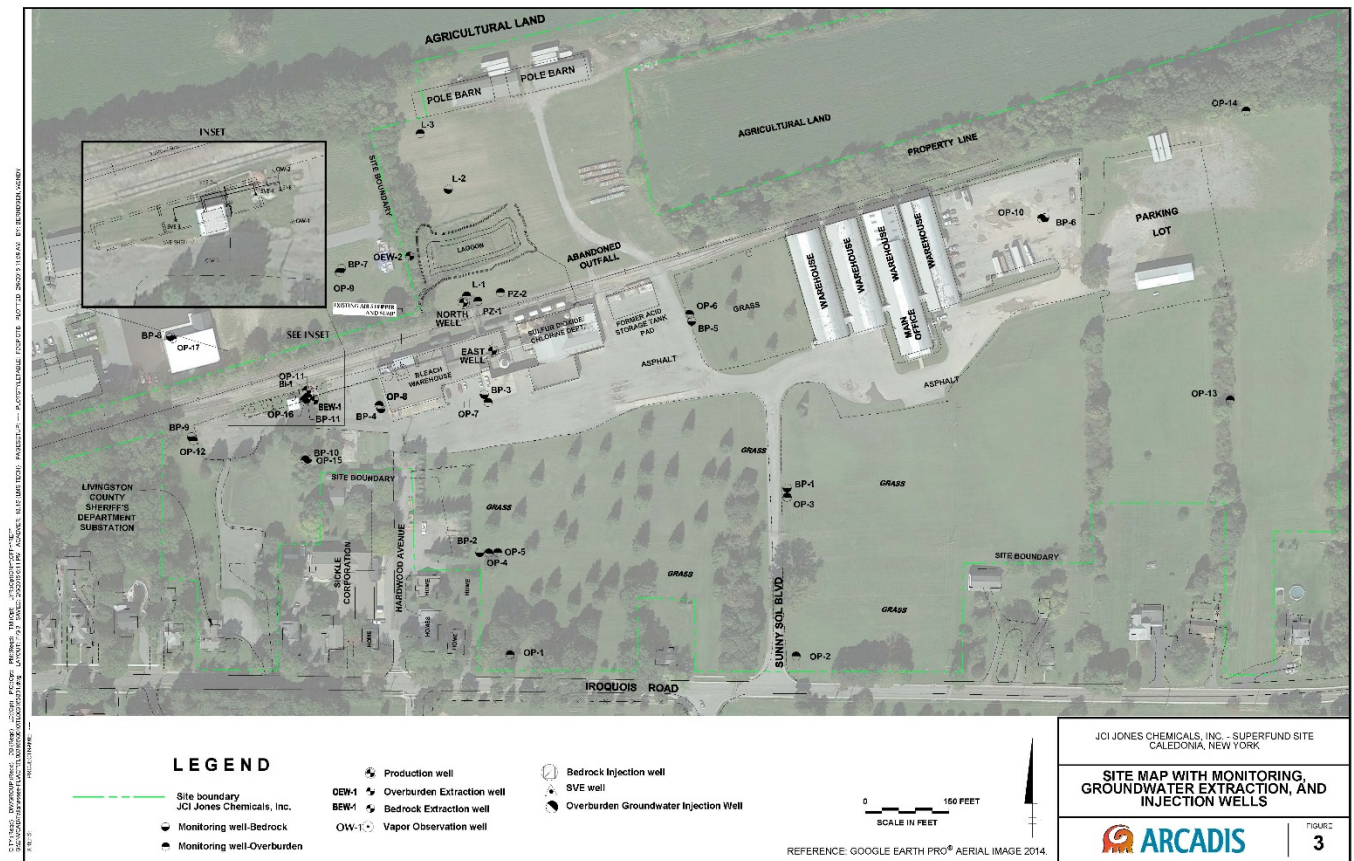 AGRICULTURAL LAND
POLE BARN
POLE BARN
OP-14
INSET
L-3
AGRICULTURAL LAND
PROPERTY LINE
SITE BOUNDARY
L-2
OP-10
BP-6
PARKING
LOT
WAREHOUSE
WAREHOUSE
WAREHOUSE
WAREHOUSE
MAIN
OFFICE
LAGOON
ABANDONED
OUTFALL
OEW-2
BP-7
OP-9
L-1
PZ-2
PZ-1
NORTH
WELL
EXISTING AIR STRIPPER
AND SUMP
OP-6
BP-5
GRASS
SULFUR DIOXIDE
CHLORINE DEPT.
FORMER ACID
STORAGE TANK
PAD
SEE INSET
BP-8
OP-17
EAST
WELL
BLEACH
WAREHOUSE
ASPHALT
ASPHALT
OP-11
BI-1
OP-16
BEW-1
BP-11
OP-8
BP-4
OP-7
BP-3
OP-13
BP-9
OP-12
BP-10
OP-15
GRASS
SITE BOUNDARY
LIVINGSTON
COUNTY
SHERIFF'S
DEPARTMENT
SUBSTATION
BP-1
OP-3
GRASS
GRASS
BP-2
OP-5
OP-4
SICKLE
CORPORATION
HARDWOOD AVENUE
HOME
HOME
HOMES
HOME
HOME
GRASS
SITE BOUNDARY
GRASS
SUNNY SOL BLVD.
OP-1
OP-2
IROQUOIS ROAD
LEGEND
Site boundary
JCI Jones Chemicals, Inc.
Monitoring well-Bedrock
Monitoring well-Overburden
Production well
OEW-1 Overburden Extraction well
BEW-1 Bedrock Extraction well
OW-1 Vapor Observation well
Bedrock Injection well
SVE well
Overburden Groundwater Injection Well
0 150 FEET
SCALE IN FEET
REFERENCE: GOOGLE EARTH PRO® AERIAL IMAGE 2014.
JCI JONES CHEMICALS, INC. - SUPERFUND SITE
CALEDONIA, NEW YORK
SITE MAP WITH MONITORING,
GROUNDWATER EXTRACTION, AND
INJECTION WELLS
ARCADIS
FIGURE
3